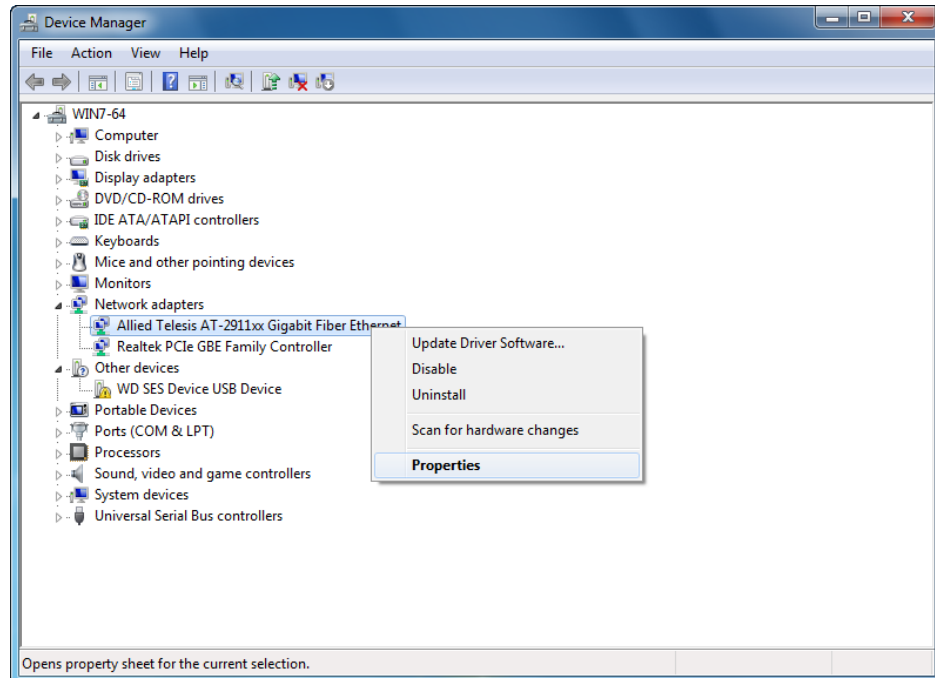 Device Manager
File Action View Help
WIN7-64
Computer
Disk drives
Display adapters
DVD/CD-ROM drives
IDE ATA/ATAPI controllers
Keyboards
Mice and other pointing devices
Monitors
Network adapters
Allied Telesis AT-2911xx Gigabit Fiber Ethernet
Realtek PCIe GBE Family Controller
Other devices
WD SES Device USB Device
Portable Devices
Ports (COM & LPT)
Processors
Sound, video and game controllers
System devices
Universal Serial Bus controllers
Update Driver Software...
Disable
Uninstall
Scan for hardware changes
Properties
Opens property sheet for the current selection.